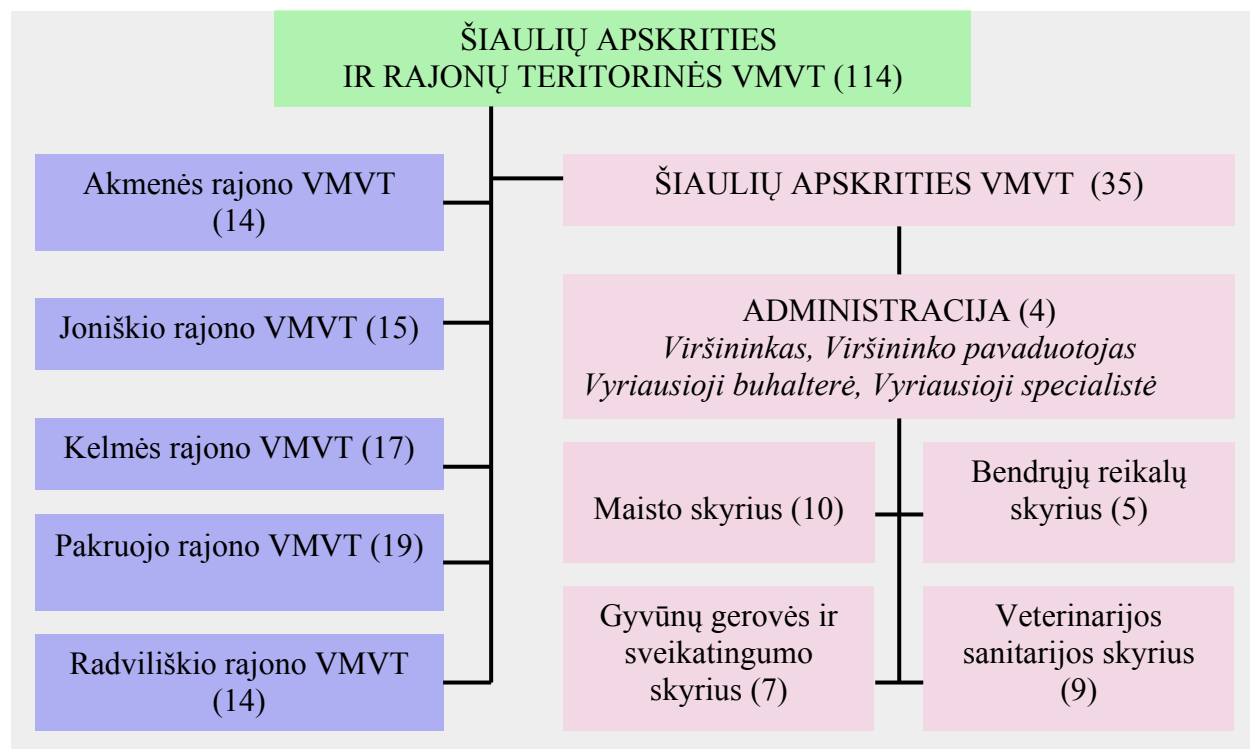 ŠIAULIŲ APSKRITIES
IR RAJONŲ TERITORINĖS VMVT (114)
Akmenės rajono VMVT
(14)
Joniškio rajono VMVT (15)
Kelmės rajono VMVT (17)
Pakruojo rajono VMVT (19)
Radviliškio rajono VMVT
(14)
ŠIAULIŲ APSKRITIES VMVT (35)
ADMINISTRACIJA (4)
Viršininkas, Viršininko pavaduotojas
Vyriausioji buhalterė, Vyriausioji specialistė
Maisto skyrius (10)
Bendrųjų reikalų
skyrius (5)
Gyvūnų gerovės ir
sveikatingumo
skyrius (7)
Veterinarijos
sanitarijos skyrius
(9)